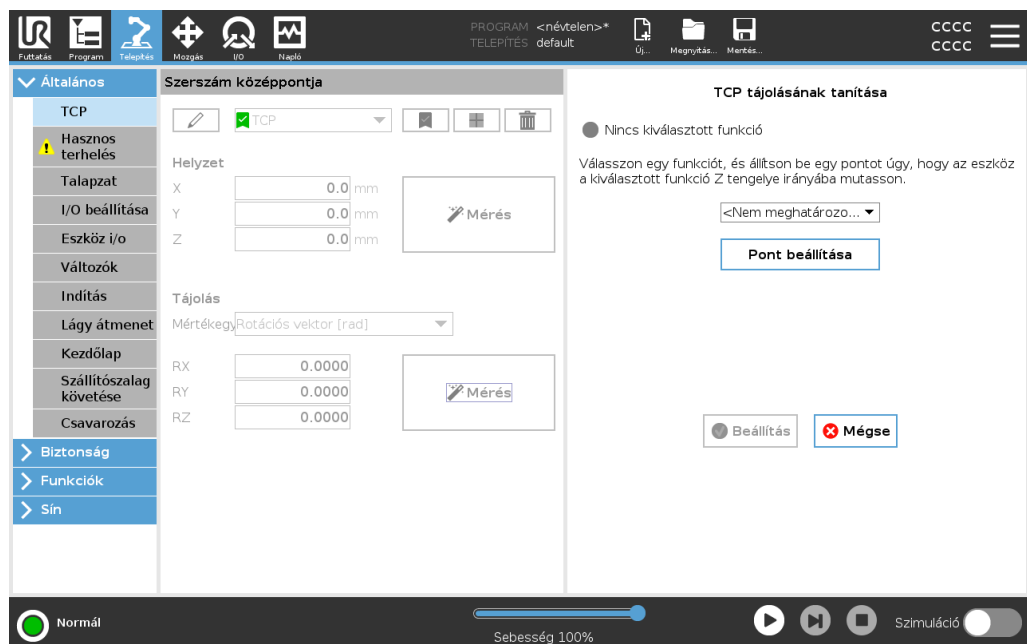 UR
Futtatás
Program
Telepítés
Mozgás
I/O
Napló
PROGRAM <névtelen>*
TELEPÍTÉS default
Új...
Megnyitás...
Mentés...
cccc
cccc
Általános
TCP
Hasznos
terhelés
Talapzat
I/O beállítása
Eszköz i/o
Változók
Indítás
Lágy átmenet
Kezdőlap
Szállítószalag
követése
Csavarozás
Biztonság
Funkciók
Sín
Szerszám középpontja
TCP
Helyzet
X 0.0 mm
Y 0.0 mm
Z 0.0 mm
Mérés
Tájolás
Mértékegy Rotációs vektor [rad]
RX 0.0000
RY 0.0000
RZ 0.0000
Mérés
TCP tájolásának tanítása
Nincs kiválasztott funkció
Válasszon egy funkciót, és állítson be egy pontot úgy, hogy az eszköz
a kiválasztott funkció Z tengelye irányába mutasson.
<Nem meghatározo...
Pont beállítása
Beállítás
Mégse
Normál
Sebesség 100%
Szimuláció